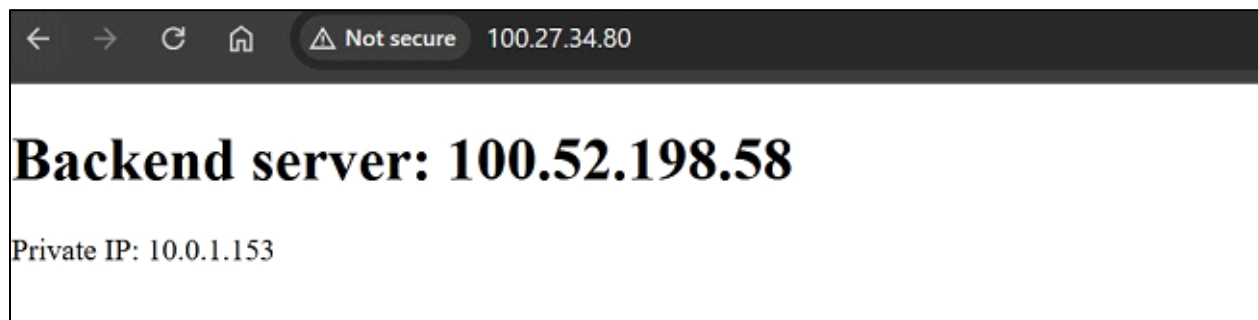 Not secure 100.27.34.80
Backend server: 100.52.198.58
Private IP: 10.0.1.153